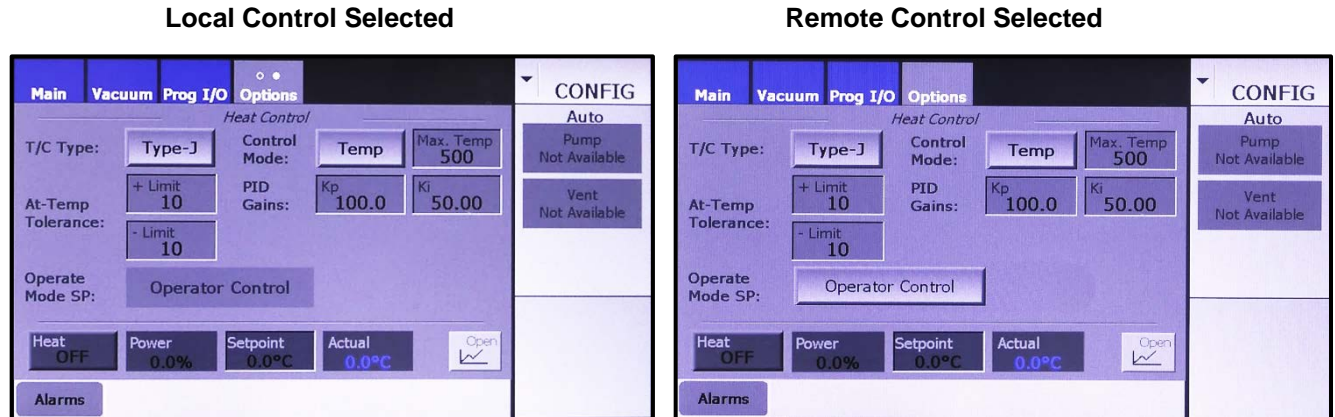 Local Control Selected
Remote Control Selected
Main Vacuum Prog I/O Options
CONFIG
Heat Control
Auto
T/C Type: Type-J Control Mode: Temp Max. Temp 500
Pump Not Available
At-Temp Tolerance: + Limit 10 PID Gains: Kp 100.0 Ki 50.00
Vent Not Available
- Limit 10
Operate Mode SP: Operator Control
Heat OFF Power 0.0% Setpoint 0.0°C Actual 0.0°C Open
Alarms
Main Vacuum Prog I/O Options
CONFIG
Heat Control
Auto
T/C Type: Type-J Control Mode: Temp Max. Temp 500
Pump Not Available
At-Temp Tolerance: + Limit 10 PID Gains: Kp 100.0 Ki 50.00
Vent Not Available
- Limit 10
Operate Mode SP: Operator Control
Heat OFF Power 0.0% Setpoint 0.0°C Actual 0.0°C Open
Alarms